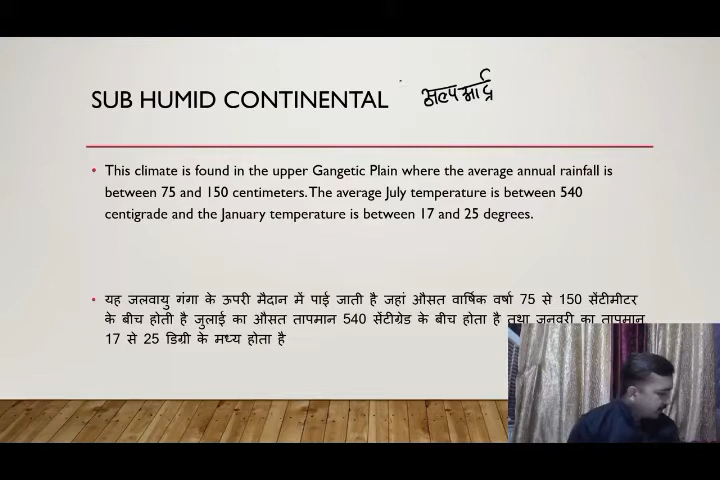 SUB HUMID CONTINENTAL अल्प आर्द्र
• This climate is found in the upper Gangetic Plain where the average annual rainfall is
between 75 and 150 centimeters. The average July temperature is between 540
centigrade and the January temperature is between 17 and 25 degrees.
• यह जलवायु गंगा के ऊपरी मैदान में पाई जाती है जहां औसत वार्षिक वर्षा 75 से 150 सेंटीमीटर
के बीच होती है जुलाई का औसत तापमान 540 सेंटीग्रेड के बीच होता है तथा जनवरी का तापमान
17 से 25 डिग्री के मध्य होता है